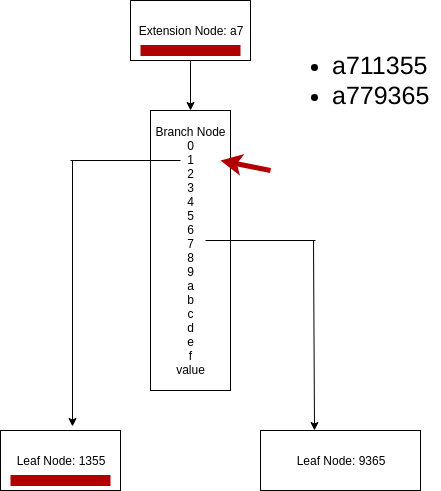 Extension Node: a7
• a711355
• a779365
Branch Node
0
1
2
3
4
5
6
7
8
9
a
b
c
d
e
f
value
Leaf Node: 1355
Leaf Node: 9365